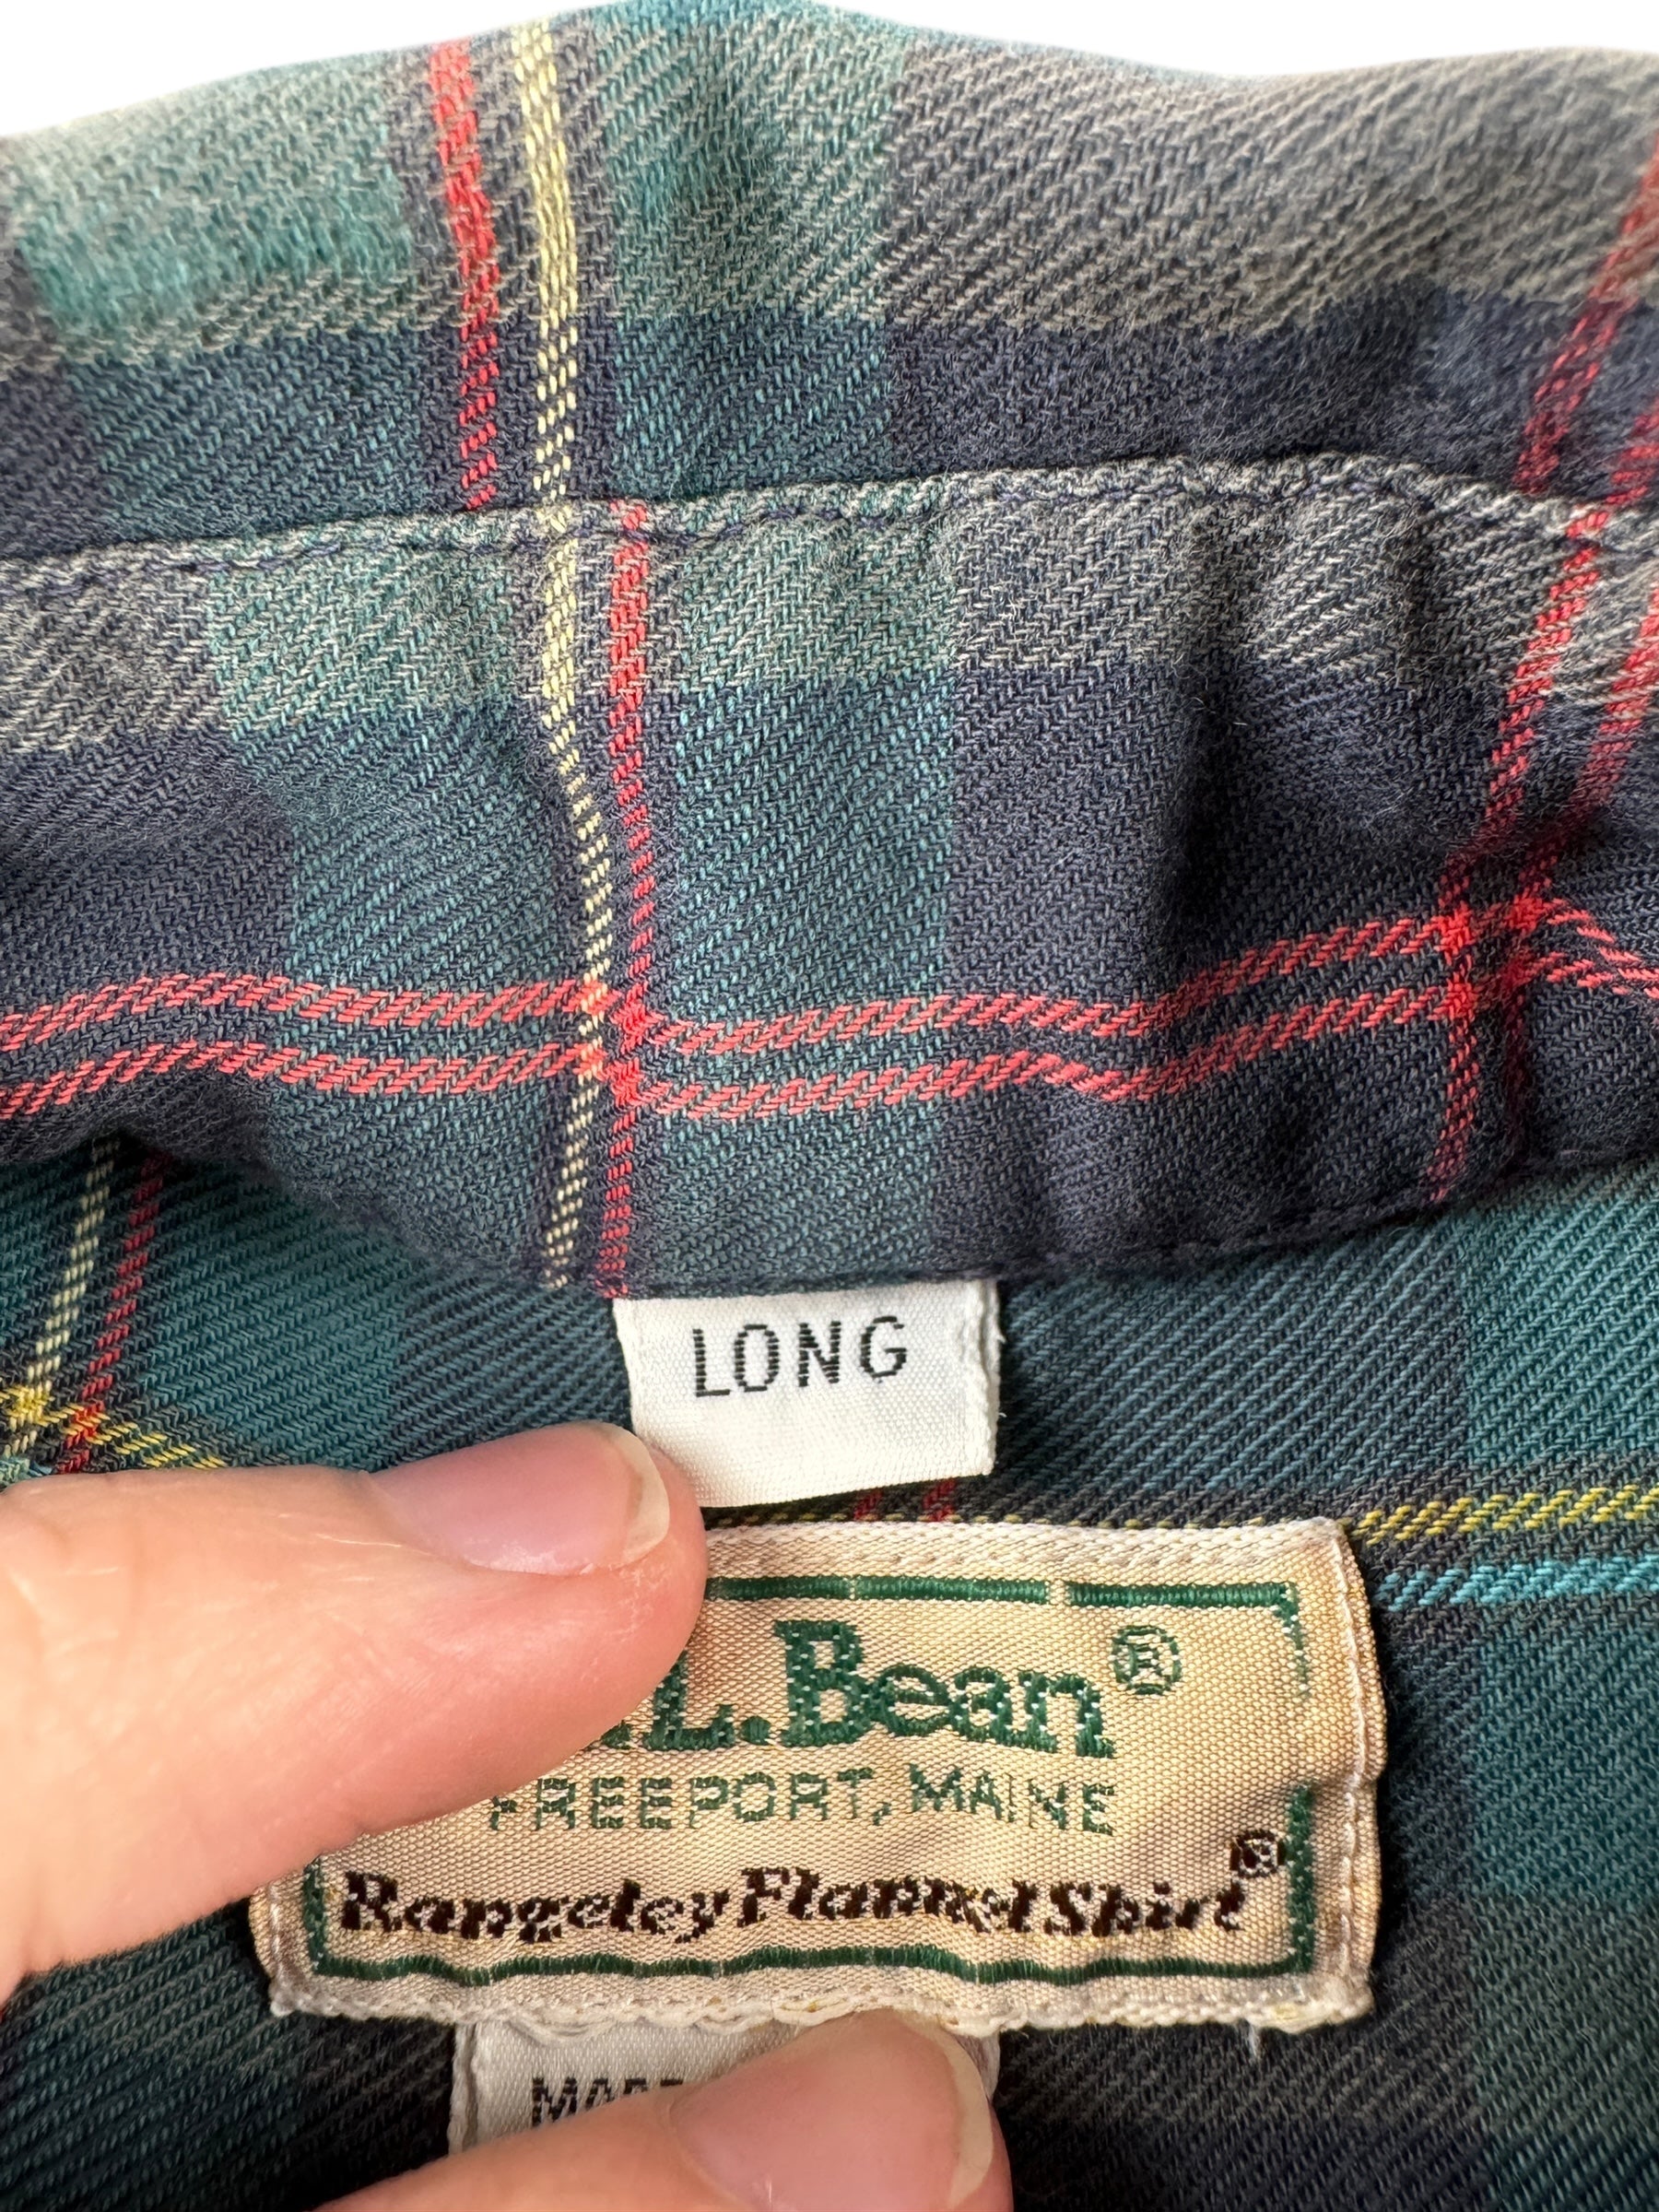 LONG
L.Bean®
FREEPORT, MAINE
Rangeley Flannel Shirt®